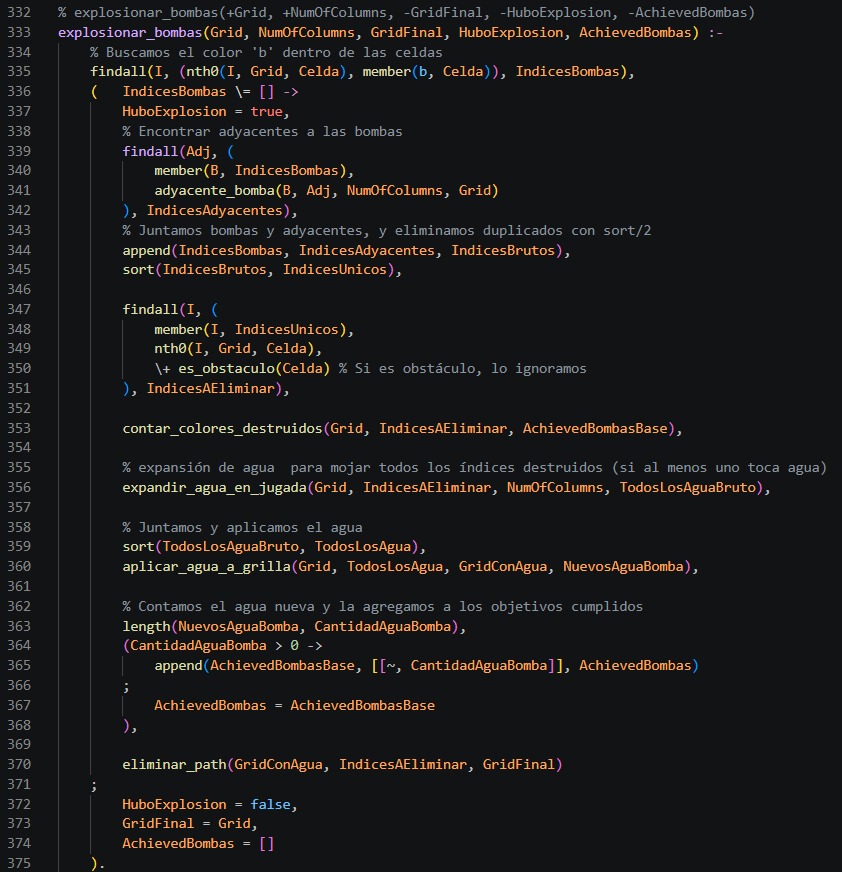 332 % explosionar_bombas(+Grid, +NumOfColumns, -GridFinal, -HuboExplosion, -AchievedBombas)
333 explosionar_bombas(Grid, NumOfColumns, GridFinal, HuboExplosion, AchievedBombas) :-
334     % Buscamos el color 'b' dentro de las celdas
335     findall(I, (nth0(I, Grid, Celda), member(b, Celda)), IndicesBombas),
336     (   IndicesBombas \= [] ->
337         HuboExplosion = true,
338         % Encontrar adyacentes a las bombas
339         findall(Adj, (
340             member(B, IndicesBombas),
341             adyacente_bomba(B, Adj, NumOfColumns, Grid)
342         ), IndicesAdyacentes),
343         % Juntamos bombas y adyacentes, y eliminamos duplicados con sort/2
344         append(IndicesBombas, IndicesAdyacentes, IndicesBrutos),
345         sort(IndicesBrutos, IndicesUnicos),
346
347         findall(I, (
348             member(I, IndicesUnicos),
349             nth0(I, Grid, Celda),
350             \+ es_obstaculo(Celda) % Si es obstáculo, lo ignoramos
351         ), IndicesAEliminar),
352
353         contar_colores_destruidos(Grid, IndicesAEliminar, AchievedBombasBase),
354
355         % expansión de agua  para mojar todos los índices destruidos (si al menos uno toca agua)
356         expandir_agua_en_jugada(Grid, IndicesAEliminar, NumOfColumns, TodosLosAguaBruto),
357
358         % Juntamos y aplicamos el agua
359         sort(TodosLosAguaBruto, TodosLosAgua),
360         aplicar_agua_a_grilla(Grid, TodosLosAgua, GridConAgua, NuevosAguaBomba),
361
362         % Contamos el agua nueva y la agregamos a los objetivos cumplidos
363         length(NuevosAguaBomba, CantidadAguaBomba),
364         (CantidadAguaBomba > 0 ->
365             append(AchievedBombasBase, [[~, CantidadAguaBomba]], AchievedBombas)
366         ;
367             AchievedBombas = AchievedBombasBase
368         ),
369
370         eliminar_path(GridConAgua, IndicesAEliminar, GridFinal)
371     ;
372         HuboExplosion = false,
373         GridFinal = Grid,
374         AchievedBombas = []
375     ).